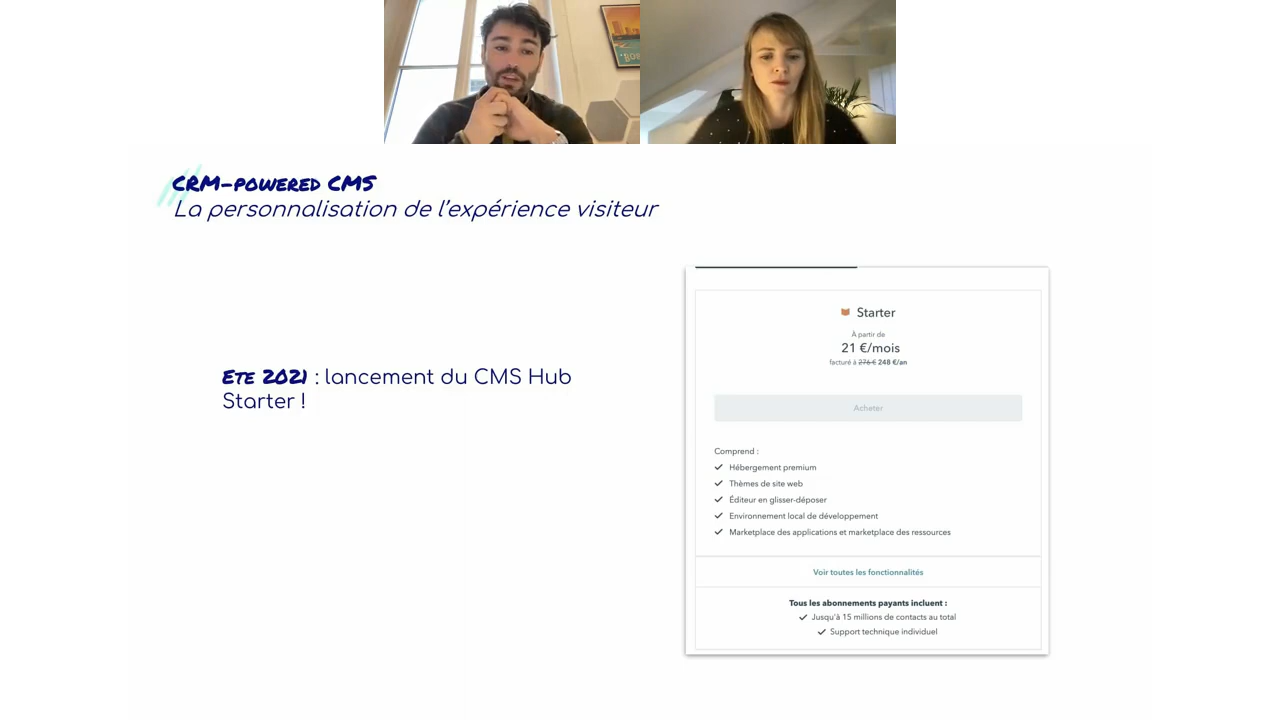 CRM-powered CMS
La personnalisation de l'expérience visiteur
Ete 2021 : lancement du CMS Hub
Starter !
Starter
À partir de
21 €/mois
facturé à 276 € 248 €/an
Acheter
Comprend :
Hébergement premium
Thèmes de site web
Éditeur en glisser-déposer
Environnement local de développement
Marketplace des applications et marketplace des ressources
Voir toutes les fonctionnalités
Tous les abonnements payants incluent :
Jusqu'à 15 millions de contacts au total
Support technique individuel